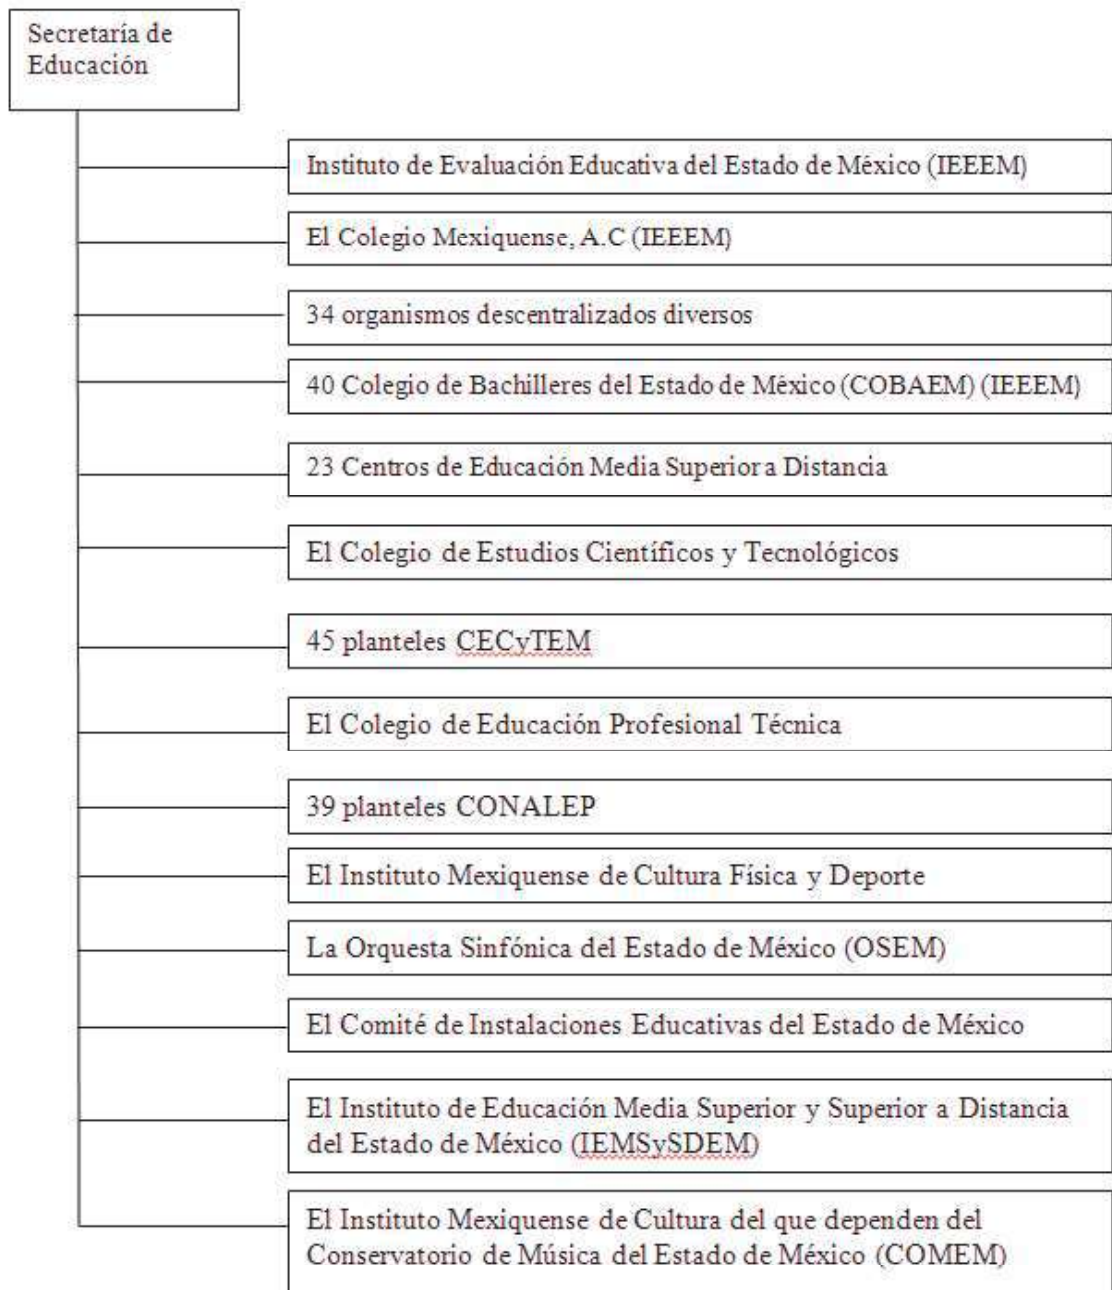 Secretaría de
Educación
Instituto de Evaluación Educativa del Estado de México (IEEEM)
El Colegio Mexiquense, A.C (IEEEM)
34 organismos descentralizados diversos
40 Colegio de Bachilleres del Estado de México (COBAEM) (IEEEM)
23 Centros de Educación Media Superior a Distancia
El Colegio de Estudios Científicos y Tecnológicos
45 planteles CECyTEM
El Colegio de Educación Profesional Técnica
39 planteles CONALEP
El Instituto Mexiquense de Cultura Física y Deporte
La Orquesta Sinfónica del Estado de México (OSEM)
El Comité de Instalaciones Educativas del Estado de México
El Instituto de Educación Media Superior y Superior a Distancia
del Estado de México (IEMSySDEM)
El Instituto Mexiquense de Cultura del que dependen del
Conservatorio de Música del Estado de México (COMEM)